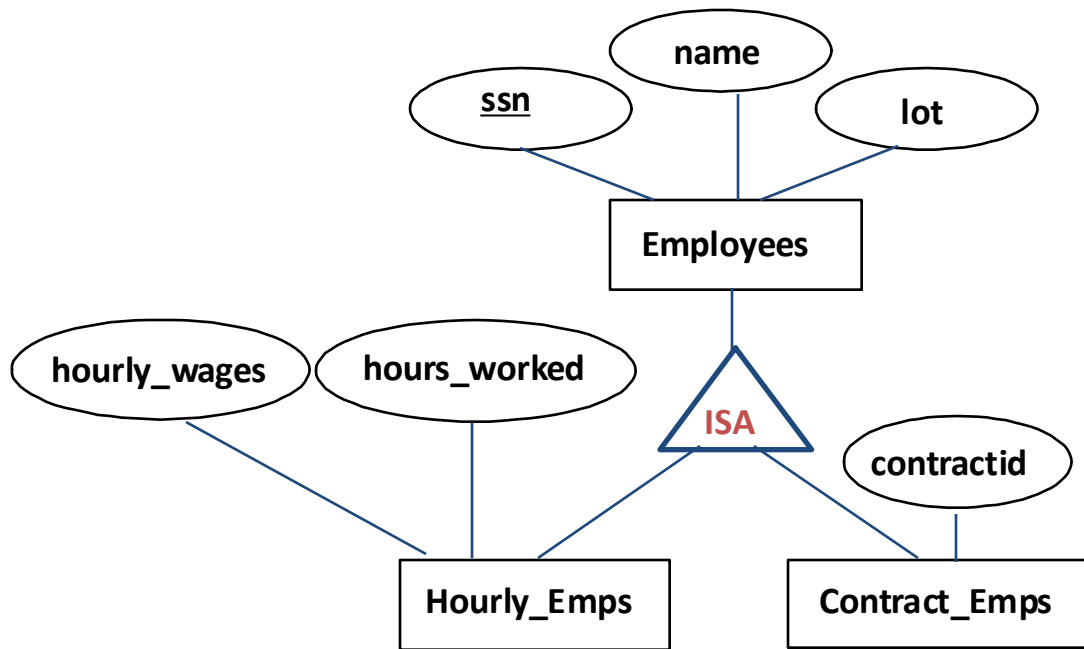 name
ssn
lot
Employees
hourly_wages
hours_worked
ISA
contractid
Hourly_Emps
Contract_Emps